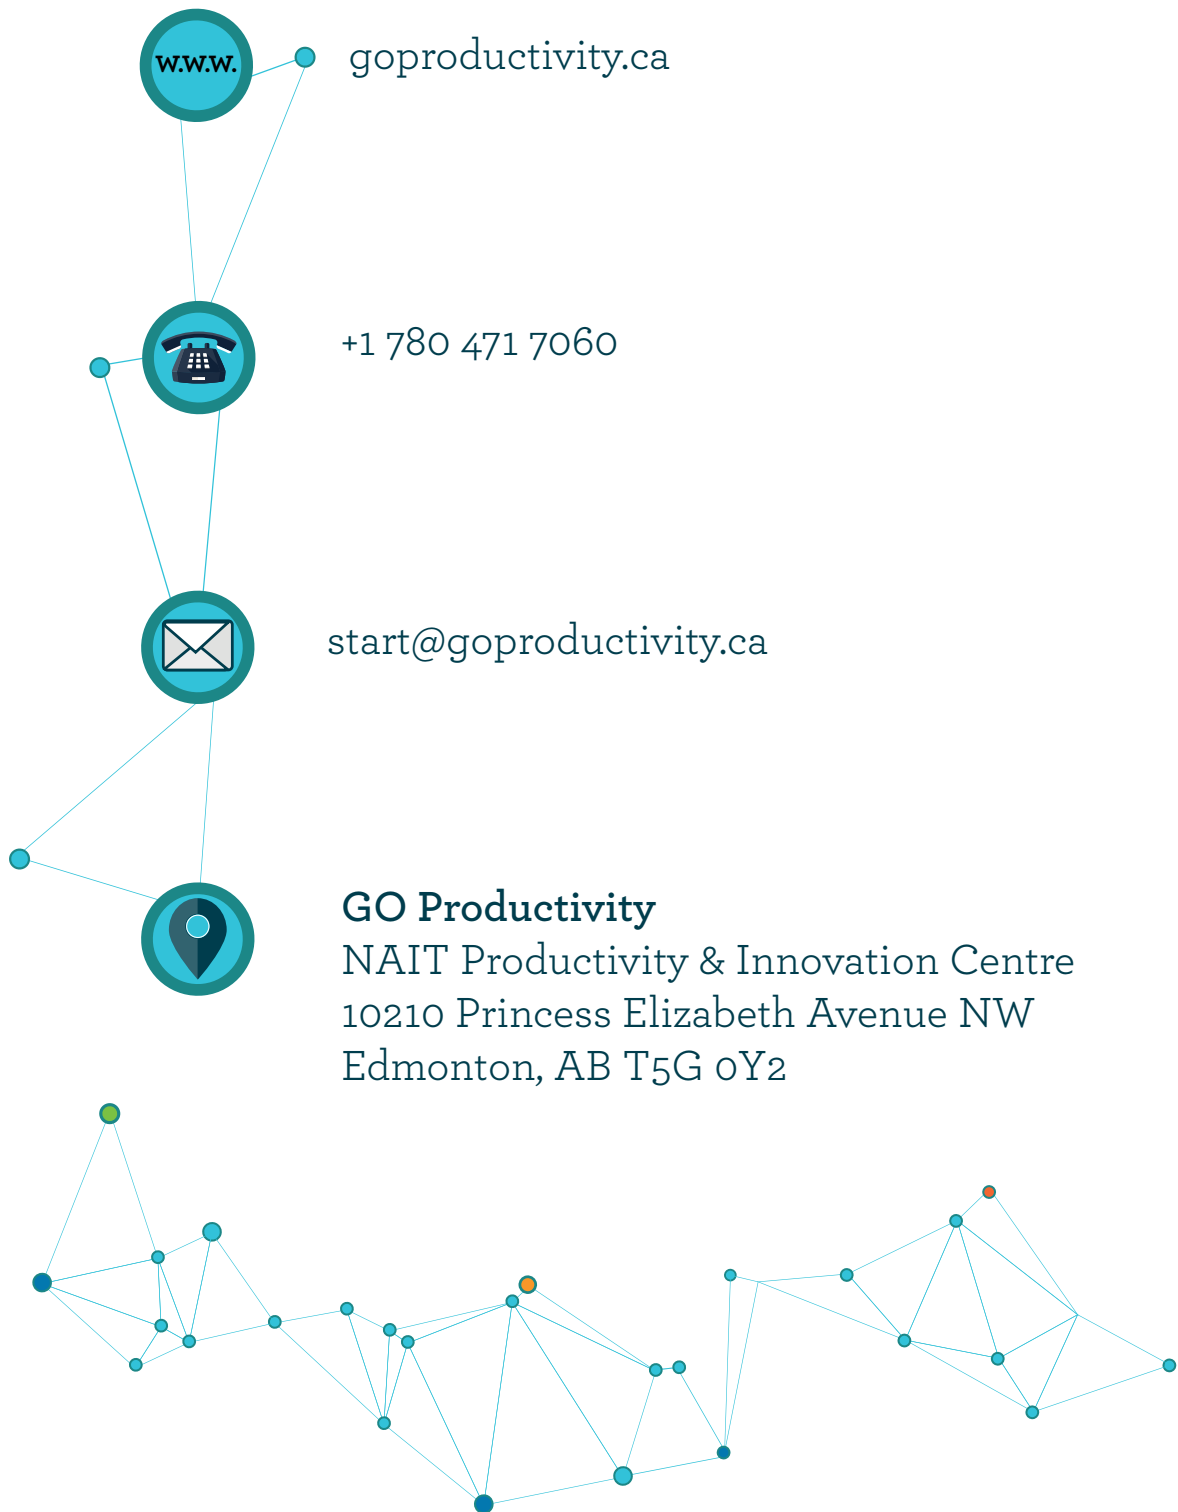 W.W.W.
goproductivity.ca
+1 780 471 7060
start@goproductivity.ca
GO Productivity
NAIT Productivity & Innovation Centre
10210 Princess Elizabeth Avenue NW
Edmonton, AB T5G 0Y2